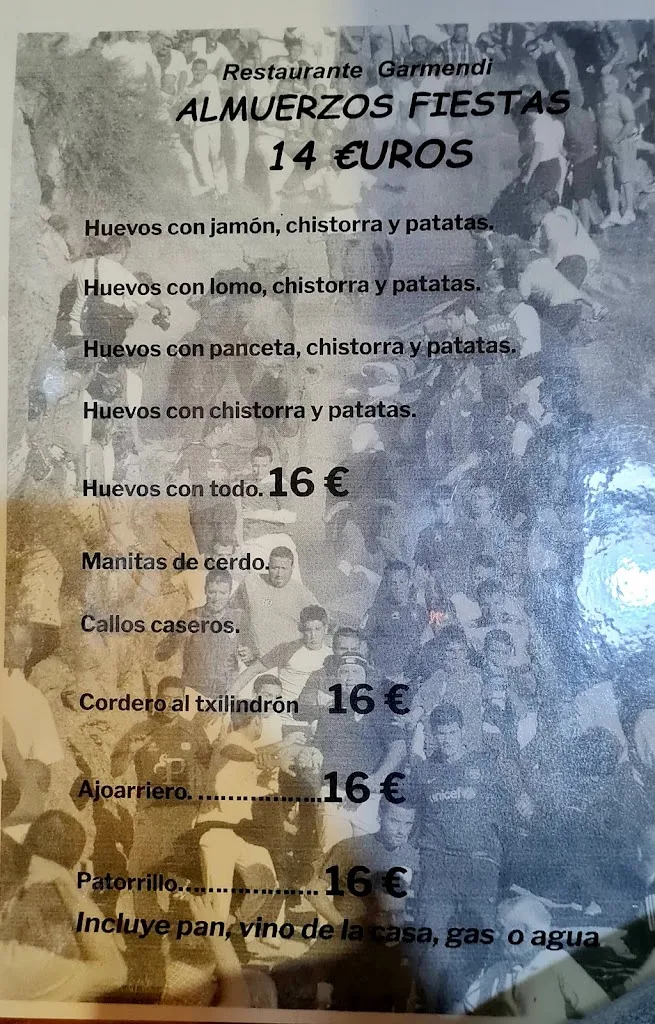 Restaurante Garmendi
ALMUERZOS FIESTAS
14 €UROS
Huevos con jamón, chistorra y patatas.
Huevos con lomo, chistorra y patatas.
Huevos con panceta, chistorra y patatas.
Huevos con chistorra y patatas.
Huevos con todo. 16 €
Manitas de cerdo.
Callos caseros.
Cordero al txilindrón 16 €
Ajoarriero. .................16 €
Patorrillo................... 16 €
Incluye pan, vino de la casa, gas o agua
unicef